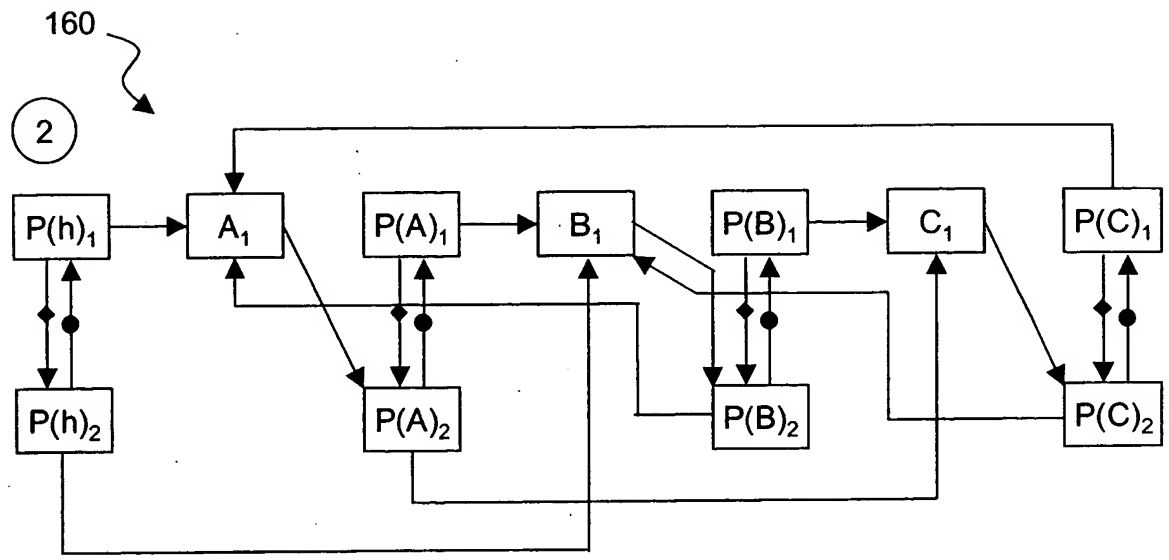 160
2
P(h)₁
A₁
P(A)₁
B₁
P(B)₁
C₁
P(C)₁
P(h)₂
P(A)₂
P(B)₂
P(C)₂